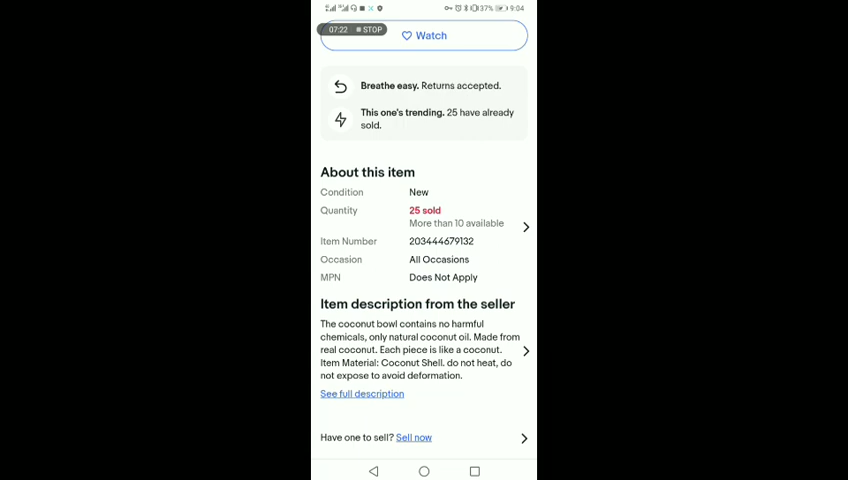 37% 9:04
07:22 STOP
Watch
Breathe easy. Returns accepted.
This one's trending. 25 have already
sold.
About this item
Condition New
Quantity 25 sold
More than 10 available
Item Number 203444679132
Occasion All Occasions
MPN Does Not Apply
Item description from the seller
The coconut bowl contains no harmful
chemicals, only natural coconut oil. Made from
real coconut. Each piece is like a coconut.
Item Material: Coconut Shell. do not heat, do
not expose to avoid deformation.
See full description
Have one to sell? Sell now